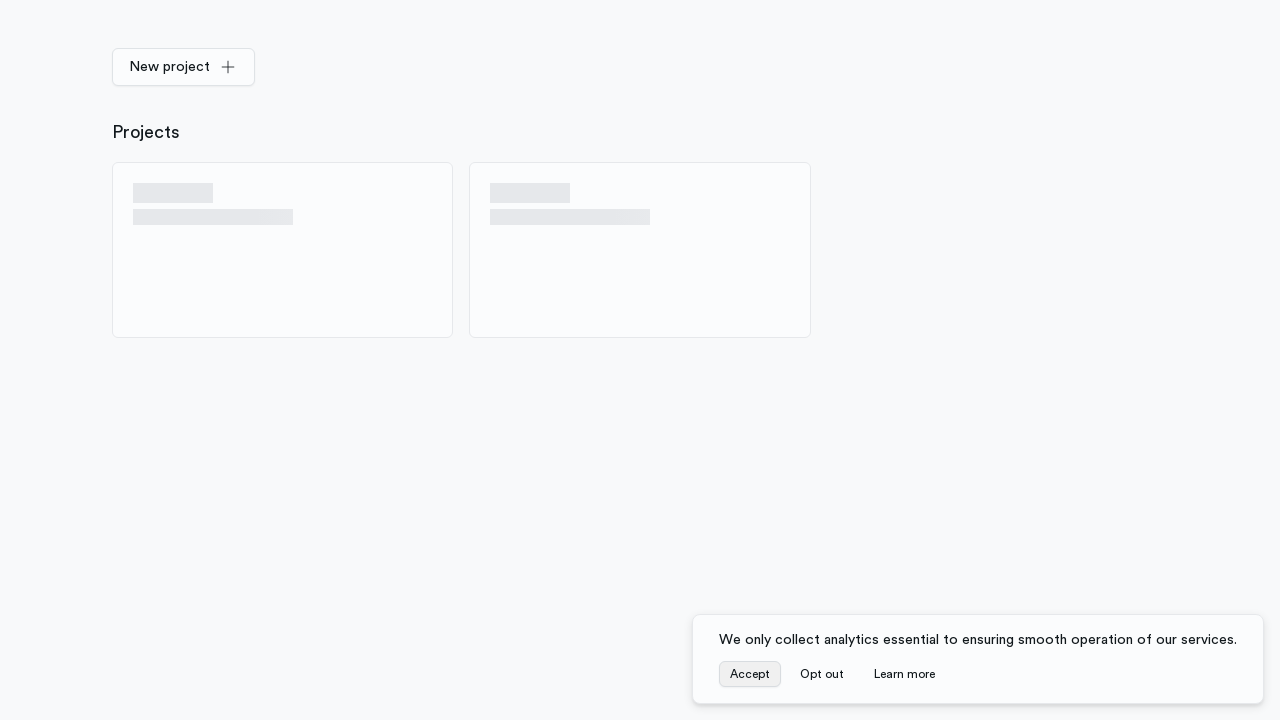 New project
Projects
We only collect analytics essential to ensuring smooth operation of our services.
Accept
Opt out
Learn more